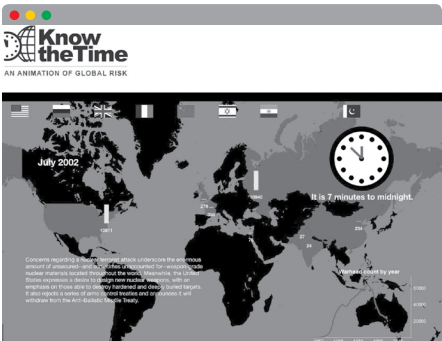 Know
the Time
AN ANIMATION OF GLOBAL RISK
July 2002
It is 7 minutes to midnight.
Concerns regarding a nuclear terrorist attack underscore the enormous
amount of unsecured—and sometimes unaccounted for—weapon-grade
nuclear materials located throughout the world. Meanwhile, the United
States expresses a desire to design new nuclear weapons, with an
emphasis on those able to destroy hardened and deeply buried targets.
It also rejects a series of arms control treaties and announces it will
withdraw from the Anti-Ballistic Missile Treaty.
Warhead count by year
234